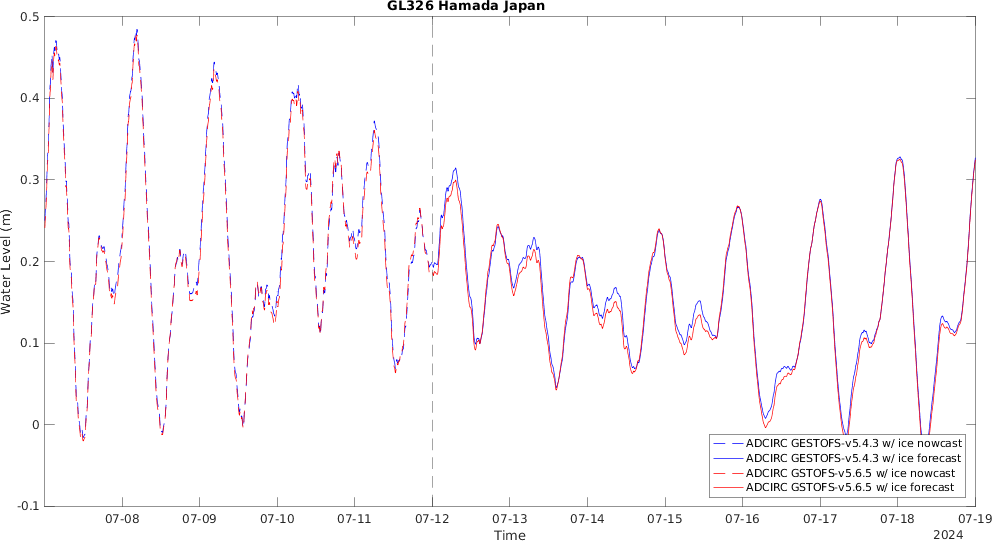 GL326 Hamada Japan
0.5
0.4
0.3
0.2
0.1
0
-0.1
Water Level (m)
07-08 07-09 07-10 07-11 07-12 07-13 07-14 07-15 07-16 07-17 07-18 07-19
Time
2024
ADCIRC GESTOFS-v5.4.3 w/ ice nowcast
ADCIRC GESTOFS-v5.4.3 w/ ice forecast
ADCIRC GSTOFS-v5.6.5 w/ ice nowcast
ADCIRC GSTOFS-v5.6.5 w/ ice forecast